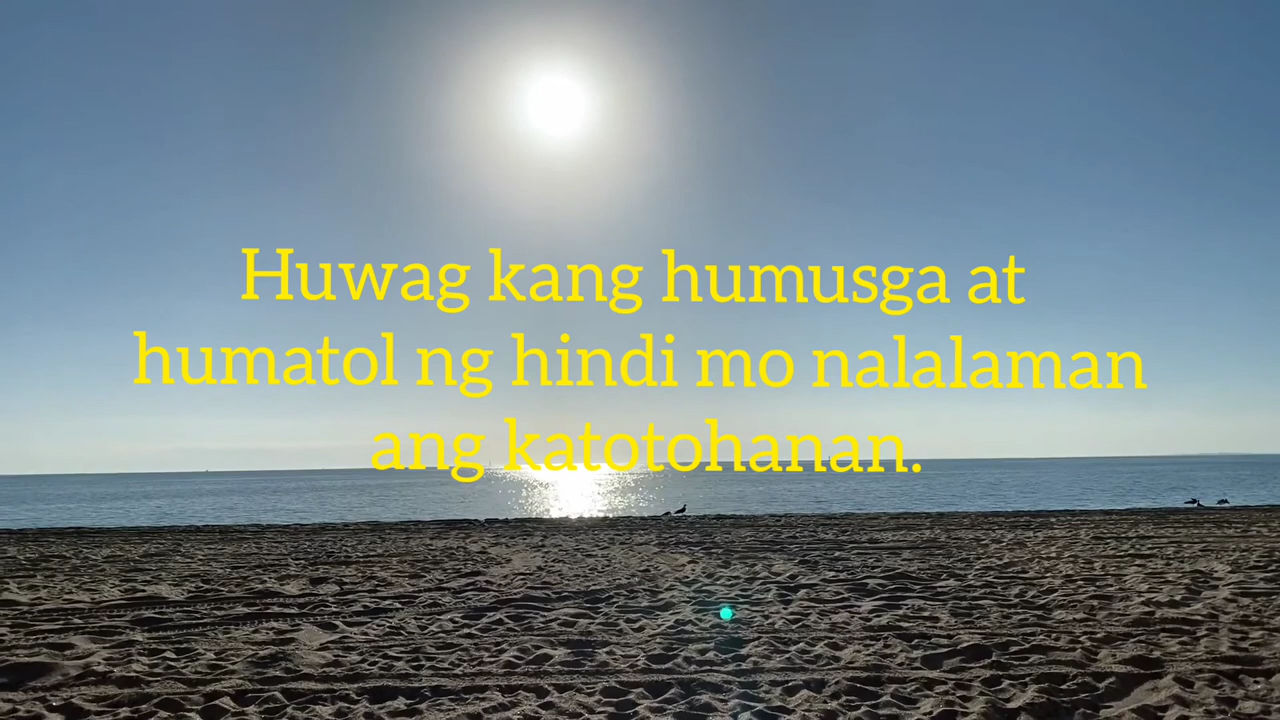 Huwag kang humusga at
humatol ng hindi mo nalalaman
ang katotohanan.